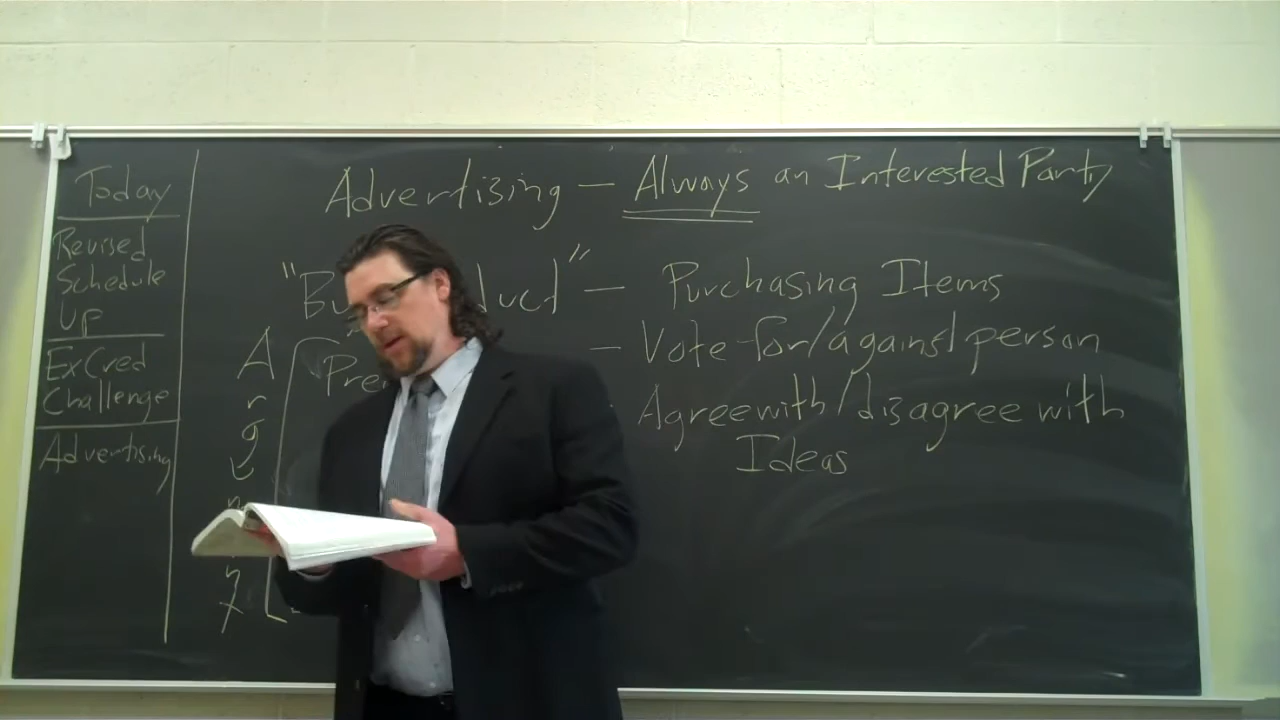 Today
Revised
Schedule
Up
ExCred
Challenge
Advertising
Advertising – Always an Interested Party
– Purchasing Items
– Vote for/against person
Agree with/disagree with
Ideas